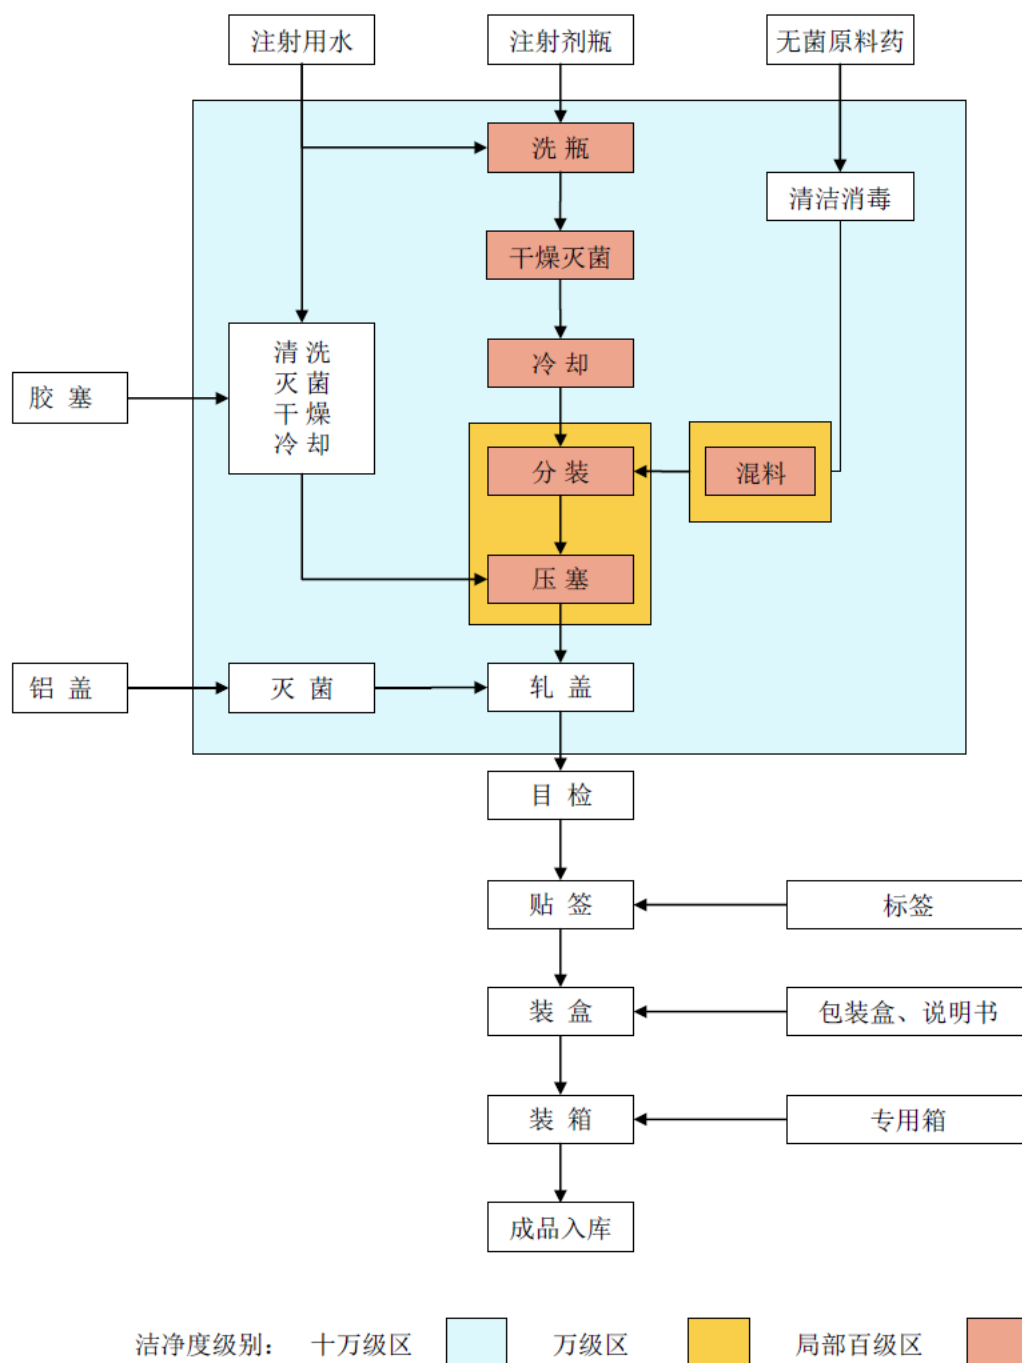 注射用水
注射剂瓶
无菌原料药
洗瓶
清洁消毒
干燥灭菌
清洗
灭菌
干燥
冷却
冷却
胶塞
分装
混料
压塞
铝盖
灭菌
轧盖
目检
贴签
标签
装盒
包装盒、说明书
装箱
专用箱
成品入库
洁净度级别： 十万级区 万级区 局部百级区